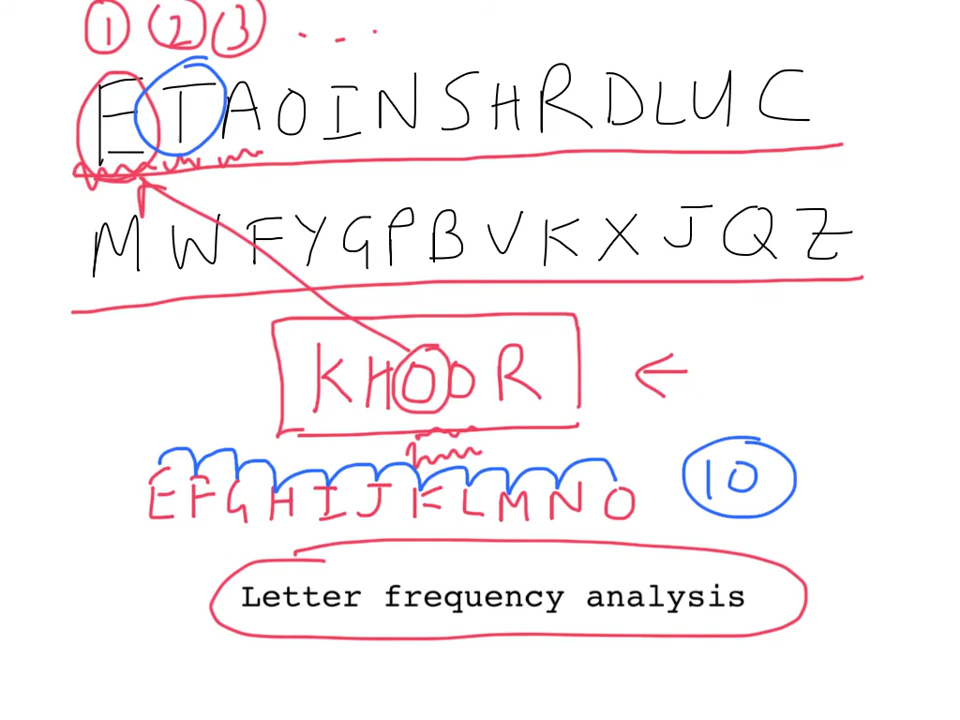 1 2 3 ...
ETAOINSHRDLUC
MWFYGPBVKXJQZ
KHOOR
EFGHIJKLMNO 10
Letter frequency analysis